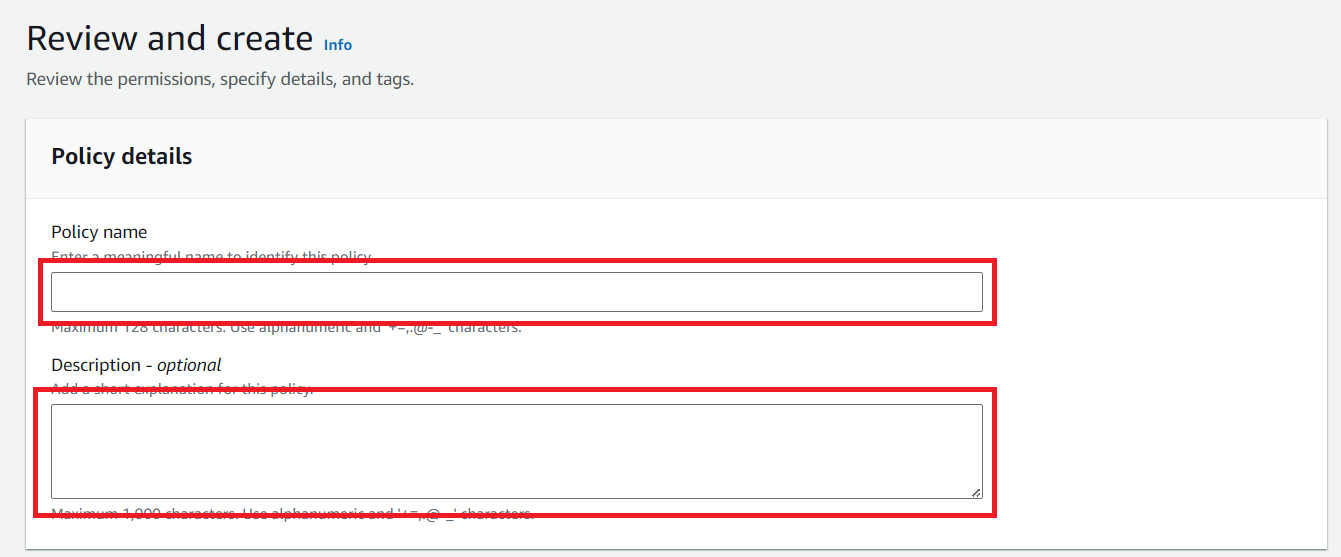 Review and create Info
Review the permissions, specify details, and tags.
Policy details
Policy name
Enter a meaningful name to identify this policy.
Maximum 128 characters. Use alphanumeric and '+=,.@-_' characters.
Description - optional
Add a short explanation for this policy.
Maximum 1,000 characters. Use alphanumeric and '+=,.@-_' characters.